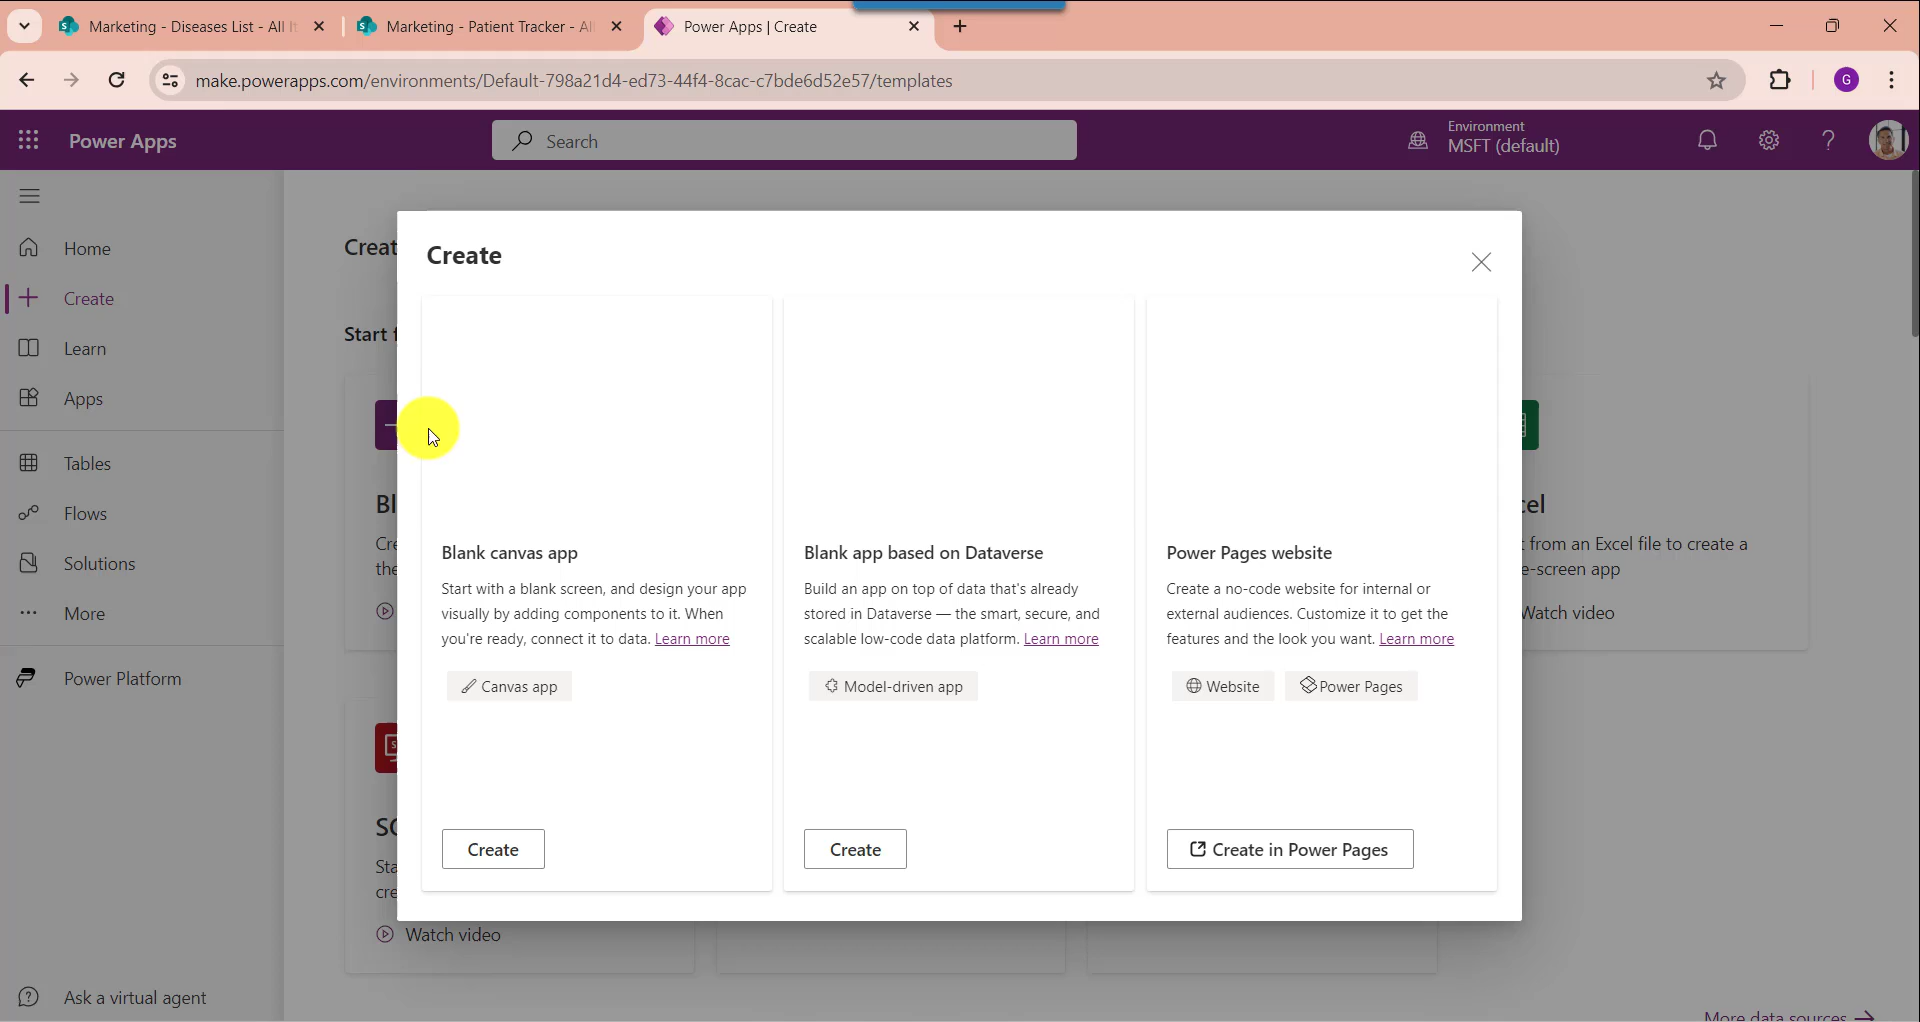 Marketing - Diseases List - All It
Marketing - Patient Tracker - All
Power Apps | Create
make.powerapps.com/environments/Default-798a21d4-ed73-44f4-8cac-c7bde6d52e57/templates
G
Power Apps
Search
Environment
MSFT (default)
Home
Create
Learn
Apps
Tables
Flows
Solutions
More
Power Platform
Ask a virtual agent
Creat
Start f
Bl
Cre
the
SQ
Sta
cre
Watch video
Create
Blank canvas app
Start with a blank screen, and design your app
visually by adding components to it. When
you're ready, connect it to data. Learn more
Canvas app
Create
Blank app based on Dataverse
Build an app on top of data that's already
stored in Dataverse — the smart, secure, and
scalable low-code data platform. Learn more
Model-driven app
Create
Power Pages website
Create a no-code website for internal or
external audiences. Customize it to get the
features and the look you want. Learn more
Website
Power Pages
Create in Power Pages
cel
from an Excel file to create a
e-screen app
Watch video
More data sources